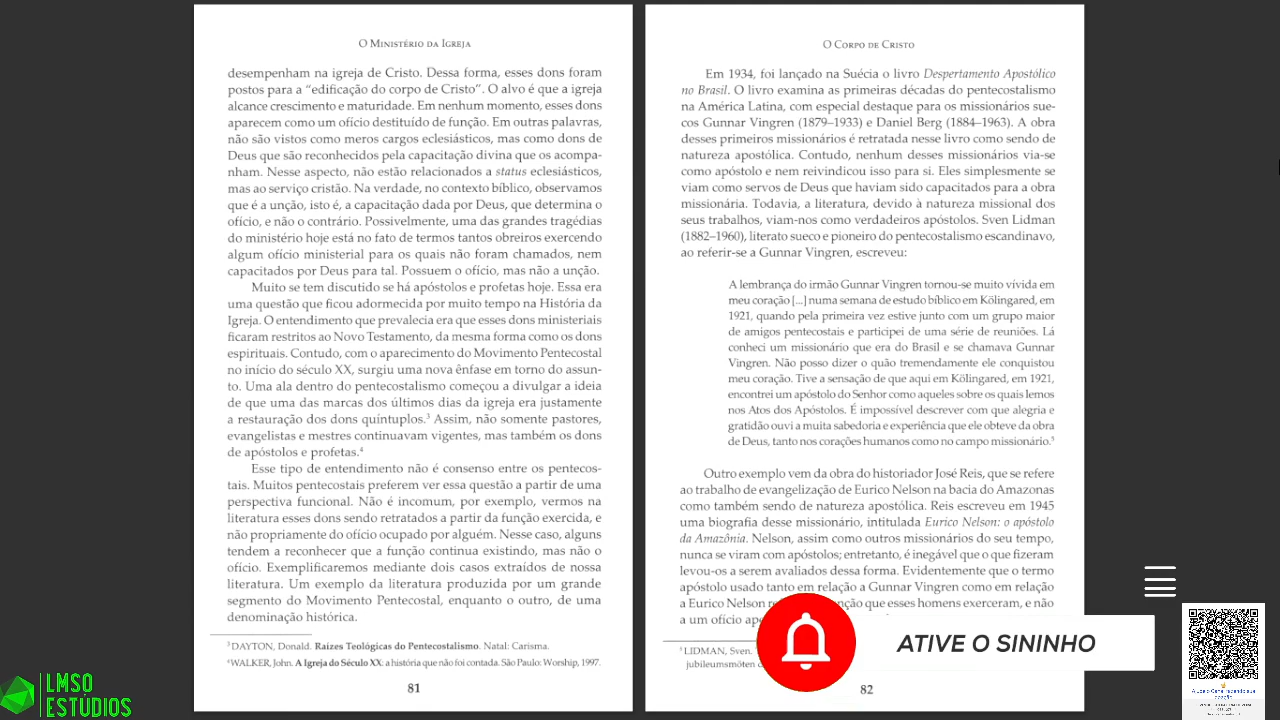 O Ministério da Igreja
desempenham na igreja de Cristo. Dessa forma, esses dons foram
postos para a “edificação do corpo de Cristo”. O alvo é que a igreja
alcance crescimento e maturidade. Em nenhum momento, esses dons
aparecem como um ofício destituído de função. Em outras palavras,
não são vistos como meros cargos eclesiásticos, mas como dons de
Deus que são reconhecidos pela capacitação divina que os acompa-
nham. Nesse aspecto, não estão relacionados a status eclesiásticos,
mas ao serviço cristão. Na verdade, no contexto bíblico, observamos
que é a unção, isto é, a capacitação dada por Deus, que determina o
ofício, e não o contrário. Possivelmente, uma das grandes tragédias
do ministério hoje está no fato de termos tantos obreiros exercendo
algum ofício ministerial para os quais não foram chamados, nem
capacitados por Deus para tal. Possuem o ofício, mas não a unção.
Muito se tem discutido se há apóstolos e profetas hoje. Essa era
uma questão que ficou adormecida por muito tempo na História da
Igreja. O entendimento que prevalecia era que esses dons ministeriais
ficaram restritos ao Novo Testamento, da mesma forma como os dons
espirituais. Contudo, com o aparecimento do Movimento Pentecostal
no início do século XX, surgiu uma nova ênfase em torno do assun-
to. Uma ala dentro do pentecostalismo começou a divulgar a ideia
de que uma das marcas dos últimos dias da igreja era justamente
a restauração dos dons quíntuplos.³ Assim, não somente pastores,
evangelistas e mestres continuavam vigentes, mas também os dons
de apóstolos e profetas.⁴
Esse tipo de entendimento não é consenso entre os pentecos-
tais. Muitos pentecostais preferem ver essa questão a partir de uma
perspectiva funcional. Não é incomum, por exemplo, vermos na
literatura esses dons sendo retratados a partir da função exercida, e
não propriamente do ofício ocupado por alguém. Nesse caso, alguns
tendem a reconhecer que a função continua existindo, mas não o
ofício. Exemplificaremos mediante dois casos extraídos de nossa
literatura. Um exemplo da literatura produzida por um grande
segmento do Movimento Pentecostal, enquanto o outro, de uma
denominação histórica.
³ DAYTON, Donald. Raízes Teológicas do Pentecostalismo. Natal: Carisma.
⁴ WALKER, John. A Igreja do Século XX: a história que não foi contada. São Paulo: Worship, 1997.
81
O Corpo de Cristo
Em 1934, foi lançado na Suécia o livro Despertamento Apostólico
no Brasil. O livro examina as primeiras décadas do pentecostalismo
na América Latina, com especial destaque para os missionários sue-
cos Gunnar Vingren (1879–1933) e Daniel Berg (1884–1963). A obra
desses primeiros missionários é retratada nesse livro como sendo de
natureza apostólica. Contudo, nenhum desses missionários via-se
como apóstolo e nem reivindicou isso para si. Eles simplesmente se
viam como servos de Deus que haviam sido capacitados para a obra
missionária. Todavia, a literatura, devido à natureza missional dos
seus trabalhos, viam-nos como verdadeiros apóstolos. Sven Lidman
(1882–1960), literato sueco e pioneiro do pentecostalismo escandinavo,
ao referir-se a Gunnar Vingren, escreveu:
A lembrança do irmão Gunnar Vingren tornou-se muito vívida em
meu coração [...] numa semana de estudo bíblico em Kölingared, em
1921, quando pela primeira vez estive junto com um grupo maior
de amigos pentecostais e participei de uma série de reuniões. Lá
conheci um missionário que era do Brasil e se chamava Gunnar
Vingren. Não posso dizer o quão tremendamente ele conquistou
meu coração. Tive a sensação de que aqui em Kölingared, em 1921,
encontrei um apóstolo do Senhor como aqueles sobre os quais lemos
nos Atos dos Apóstolos. É impossível descrever com que alegria e
gratidão ouvi a muita sabedoria e experiência que ele obteve da obra
de Deus, tanto nos corações humanos como no campo missionário.⁵
Outro exemplo vem da obra do historiador José Reis, que se refere
ao trabalho de evangelização de Eurico Nelson na bacia do Amazonas
como também sendo de natureza apostólica. Reis escreveu em 1945
uma biografia desse missionário, intitulada Eurico Nelson: o apóstolo
da Amazônia. Nelson, assim como outros missionários do seu tempo,
nunca se viram com apóstolos; entretanto, é inegável que o que fizeram
levou-os a serem avaliados dessa forma. Evidentemente que o termo
apóstolo usado tanto em relação a Gunnar Vingren como em relação
a Eurico Nelson que esses homens exerceram, e não
a um ofício
⁵ LIDMAN, Sven.
jubileumsmöten
82
ATIVE O SININHO
LMSO
ESTÚDIOS